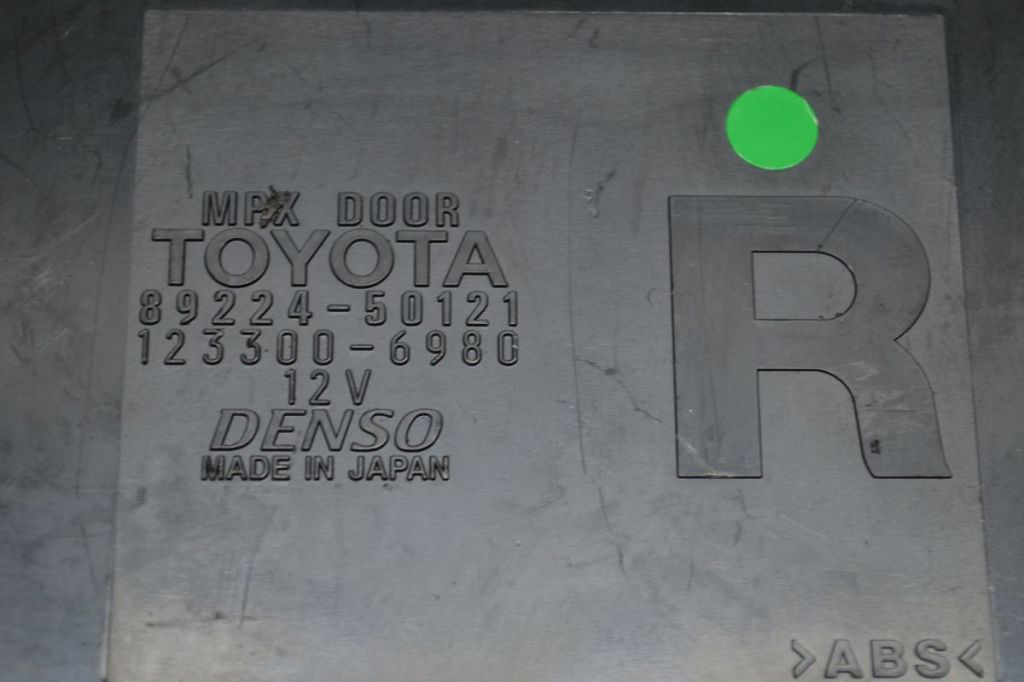 MPX DOOR
TOYOTA
89224-50121
123300-6980
12V
DENSO
MADE IN JAPAN
R
>ABS<